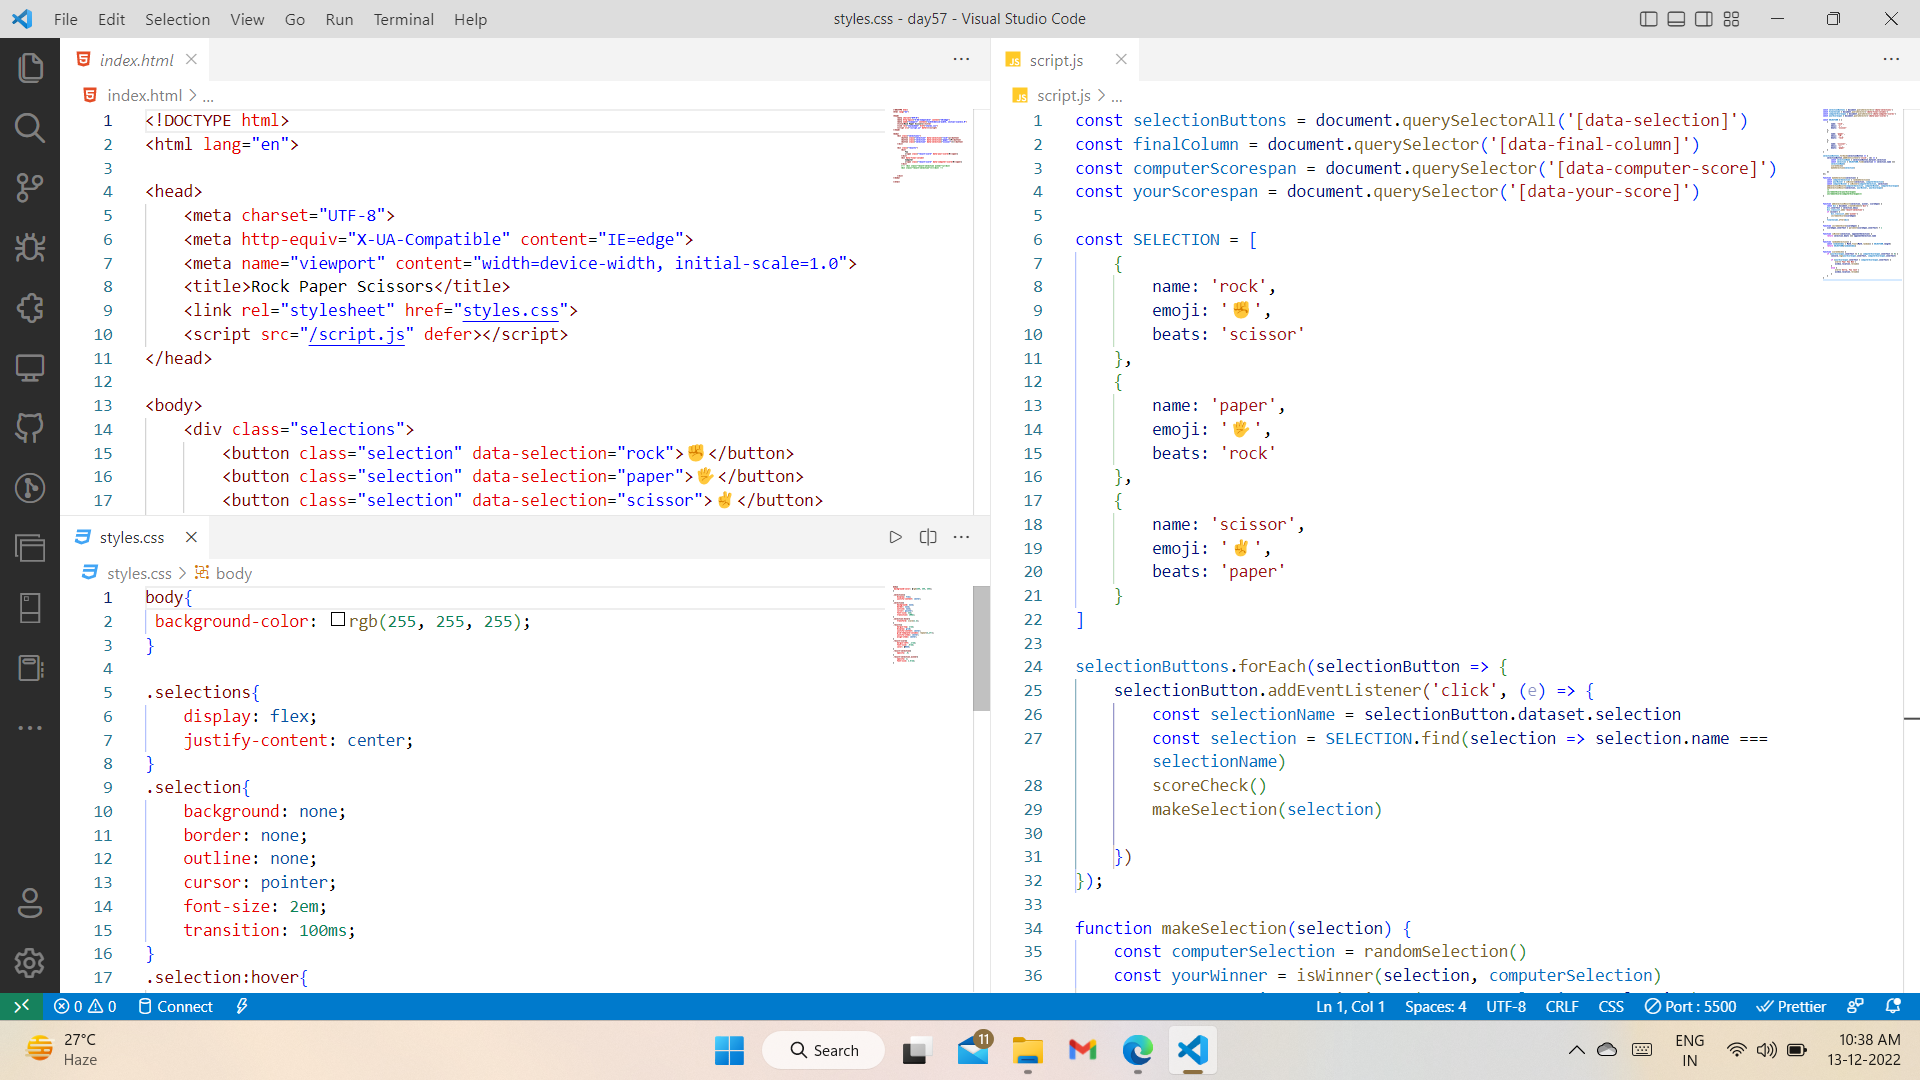 File Edit Selection View Go Run Terminal Help
styles.css - day57 - Visual Studio Code
index.html
index.html > ...
1 <!DOCTYPE html>
2 <html lang="en">
3
4 <head>
5 <meta charset="UTF-8">
6 <meta http-equiv="X-UA-Compatible" content="IE=edge">
7 <meta name="viewport" content="width=device-width, initial-scale=1.0">
8 <title>Rock Paper Scissors</title>
9 <link rel="stylesheet" href="styles.css">
10 <script src="/script.js" defer></script>
11 </head>
12
13 <body>
14 <div class="selections">
15 <button class="selection" data-selection="rock">✊</button>
16 <button class="selection" data-selection="paper">🖐</button>
17 <button class="selection" data-selection="scissor">✌</button>
styles.css
styles.css > body
1 body{
2 background-color: rgb(255, 255, 255);
3 }
4
5 .selections{
6 display: flex;
7 justify-content: center;
8 }
9 .selection{
10 background: none;
11 border: none;
12 outline: none;
13 cursor: pointer;
14 font-size: 2em;
15 transition: 100ms;
16 }
17 .selection:hover{
script.js
script.js > ...
1 const selectionButtons = document.querySelectorAll('[data-selection]')
2 const finalColumn = document.querySelector('[data-final-column]')
3 const computerScorespan = document.querySelector('[data-computer-score]')
4 const yourScorespan = document.querySelector('[data-your-score]')
5
6 const SELECTION = [
7 {
8 name: 'rock',
9 emoji: '✊',
10 beats: 'scissor'
11 },
12 {
13 name: 'paper',
14 emoji: '🖐',
15 beats: 'rock'
16 },
17 {
18 name: 'scissor',
19 emoji: '✌',
20 beats: 'paper'
21 }
22 ]
23
24 selectionButtons.forEach(selectionButton => {
25 selectionButton.addEventListener('click', (e) => {
26 const selectionName = selectionButton.dataset.selection
27 const selection = SELECTION.find(selection => selection.name ===
selectionName)
28 scoreCheck()
29 makeSelection(selection)
30
31 })
32 });
33
34 function makeSelection(selection) {
35 const computerSelection = randomSelection()
36 const yourWinner = isWinner(selection, computerSelection)
0 0 Connect
Ln 1, Col 1 Spaces: 4 UTF-8 CRLF CSS Port : 5500 Prettier
27°C
Haze
Search
11
ENG
IN
10:38 AM
13-12-2022